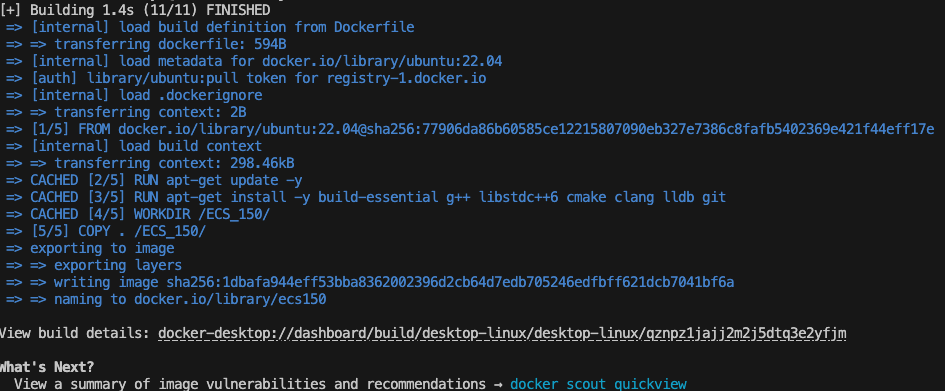 [+] Building 1.4s (11/11) FINISHED
=> [internal] load build definition from Dockerfile
=> => transferring dockerfile: 594B
=> [internal] load metadata for docker.io/library/ubuntu:22.04
=> [auth] library/ubuntu:pull token for registry-1.docker.io
=> [internal] load .dockerignore
=> => transferring context: 2B
=> [1/5] FROM docker.io/library/ubuntu:22.04@sha256:77906da86b60585ce12215807090eb327e7386c8fafb5402369e421f44eff17e
=> [internal] load build context
=> => transferring context: 298.46kB
=> CACHED [2/5] RUN apt-get update -y
=> CACHED [3/5] RUN apt-get install -y build-essential g++ libstdc++6 cmake clang lldb git
=> CACHED [4/5] WORKDIR /ECS_150/
=> [5/5] COPY . /ECS_150/
=> exporting to image
=> => exporting layers
=> => writing image sha256:1dbafa944eff53bba8362002396d2cb64d7edb705246edfbff621dcb7041bf6a
=> => naming to docker.io/library/ecs150
View build details: docker-desktop://dashboard/build/desktop-linux/desktop-linux/qznpz1jajj2m2j5dtq3e2yfjm
What's Next?
View a summary of image vulnerabilities and recommendations → docker scout quickview